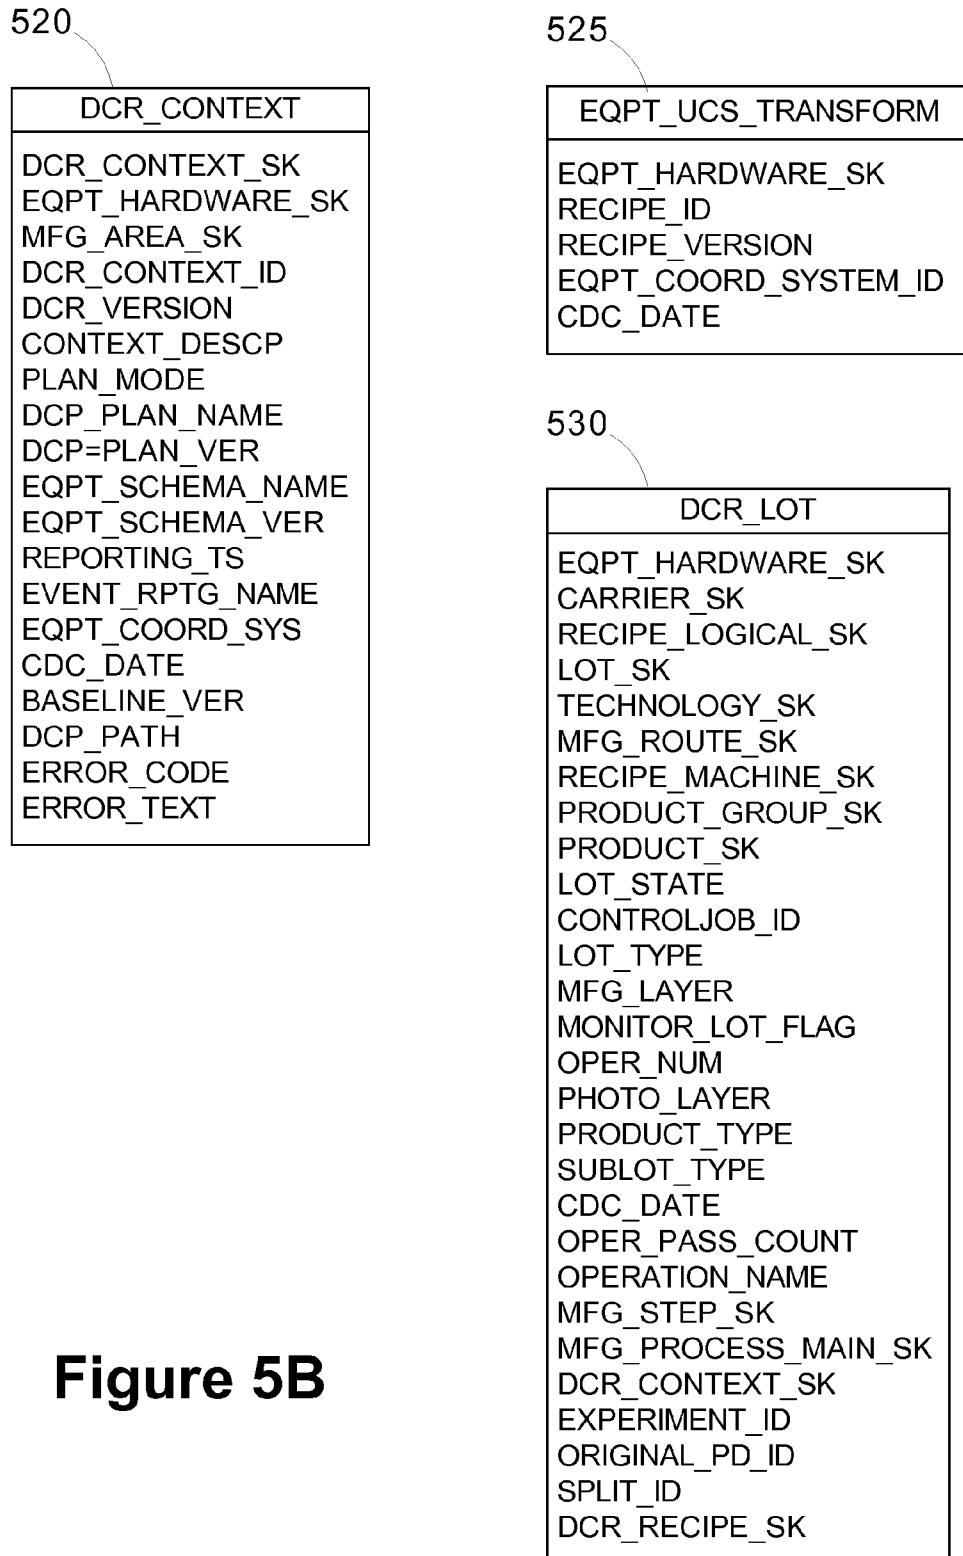 520
DCR_CONTEXT
DCR_CONTEXT_SK
EQPT_HARDWARE_SK
MFG_AREA_SK
DCR_CONTEXT_ID
DCR_VERSION
CONTEXT_DESCP
PLAN_MODE
DCP_PLAN_NAME
DCP=PLAN_VER
EQPT_SCHEMA_NAME
EQPT_SCHEMA_VER
REPORTING_TS
EVENT_RPTG_NAME
EQPT_COORD_SYS
CDC_DATE
BASELINE_VER
DCP_PATH
ERROR_CODE
ERROR_TEXT
525
EQPT_UCS_TRANSFORM
EQPT_HARDWARE_SK
RECIPE_ID
RECIPE_VERSION
EQPT_COORD_SYSTEM_ID
CDC_DATE
530
DCR_LOT
EQPT_HARDWARE_SK
CARRIER_SK
RECIPE_LOGICAL_SK
LOT_SK
TECHNOLOGY_SK
MFG_ROUTE_SK
RECIPE_MACHINE_SK
PRODUCT_GROUP_SK
PRODUCT_SK
LOT_STATE
CONTROLJOB_ID
LOT_TYPE
MFG_LAYER
MONITOR_LOT_FLAG
OPER_NUM
PHOTO_LAYER
PRODUCT_TYPE
SUBLOT_TYPE
CDC_DATE
OPER_PASS_COUNT
OPERATION_NAME
MFG_STEP_SK
MFG_PROCESS_MAIN_SK
DCR_CONTEXT_SK
EXPERIMENT_ID
ORIGINAL_PD_ID
SPLIT_ID
DCR_RECIPE_SK
Figure 5B